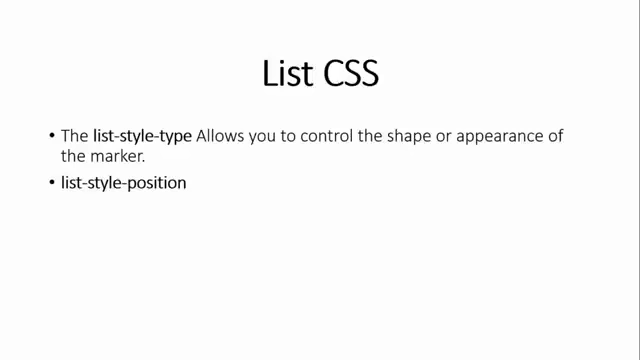 List CSS
• The list-style-type Allows you to control the shape or appearance of
the marker.
• list-style-position